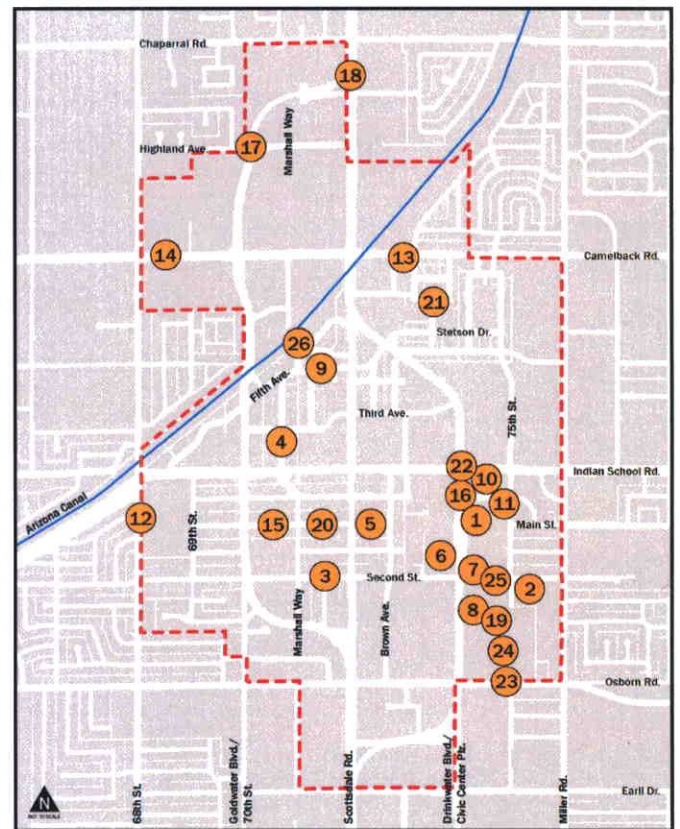 Chaparral Rd.
18
Highland Ave
17
Marshall Way
14
13
Camelback Rd.
21
Stetson Dr.
26
9
Fifth Ave.
Third Ave.
75th St.
4
22
Indian School Rd.
10
16
11
Arizona Canal
12
69th St.
15
20
5
1
Main St.
6
7
25
3
Second St.
2
Marshall Way
Brown Ave.
8
19
24
23
Osborn Rd.
68th St.
Goldwater Blvd./
70th St.
Scottsdale Rd.
Drinkwater Blvd./
Civic Center Plz.
Miller Rd.
Earll Dr.
N
NOT TO SCALE